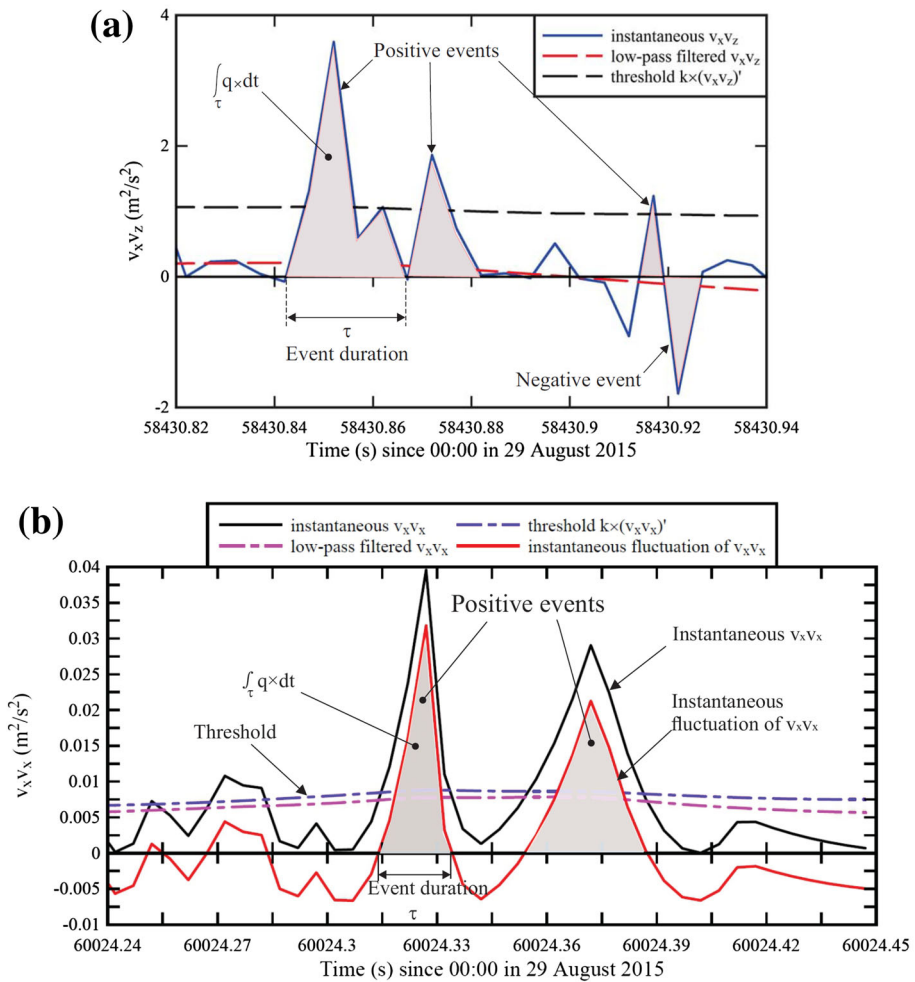 (a)
instantaneous vxvz
low-pass filtered vxvz
threshold k×(vxvz)'
Positive events
∫τ q×dt
4
2
0
-2
vxvz (m²/s²)
τ
Event duration
Negative event
58430.82 58430.84 58430.86 58430.88 58430.9 58430.92 58430.94
Time (s) since 00:00 in 29 August 2015
(b)
instantaneous vxvx threshold k×(vxvx)'
low-pass filtered vxvx instantaneous fluctuation of vxvx
0.04
0.035
0.03
0.025
0.02
0.015
0.01
0.005
0
-0.005
-0.01
vxvx (m²/s²)
Positive events
Instantaneous vxvx
∫τ q×dt
Instantaneous
fluctuation of vxvx
Threshold
Event duration
τ
60024.24 60024.27 60024.3 60024.33 60024.36 60024.39 60024.42 60024.45
Time (s) since 00:00 in 29 August 2015